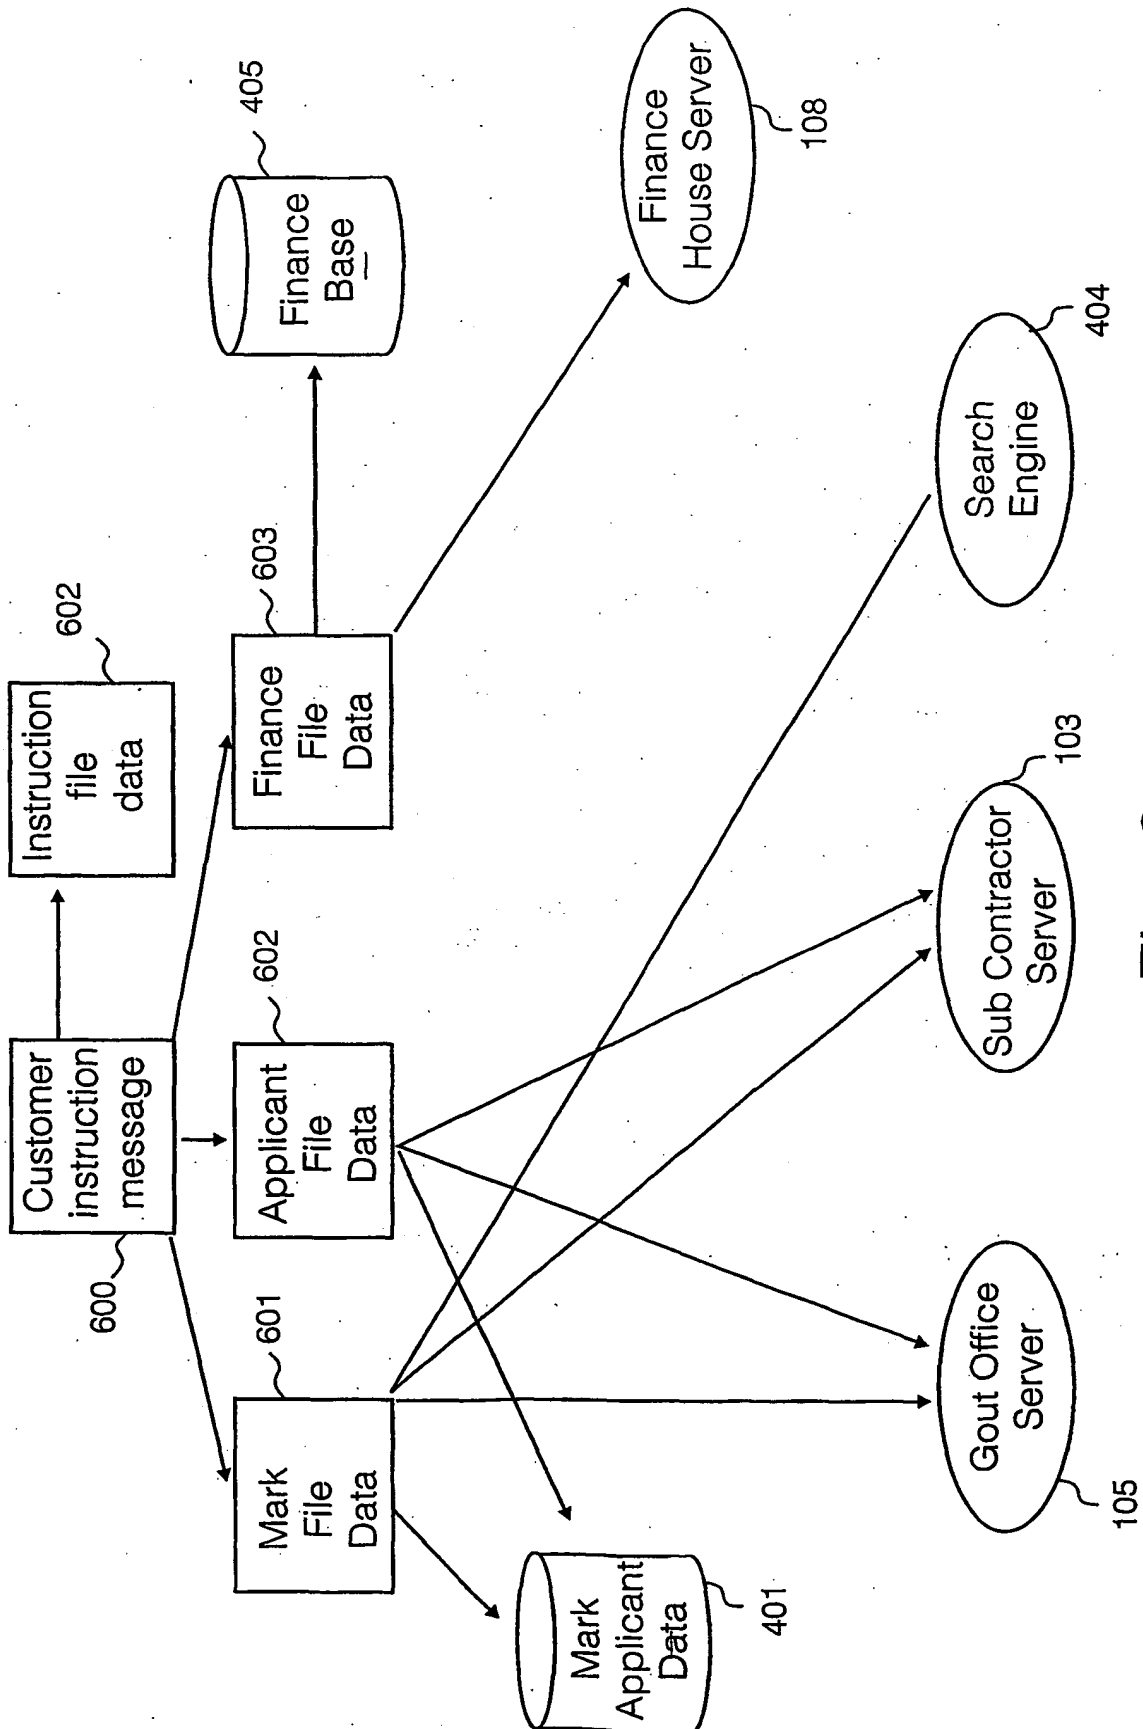 602
Instruction
file
data
Customer
instruction
message
600
405
Finance
Base
603
Finance
File
Data
602
Applicant
File
Data
601
Mark
File
Data
Finance
House Server
108
Mark
Applicant
Data
401
Search
Engine
404
Sub Contractor
Server
103
Gout Office
Server
105